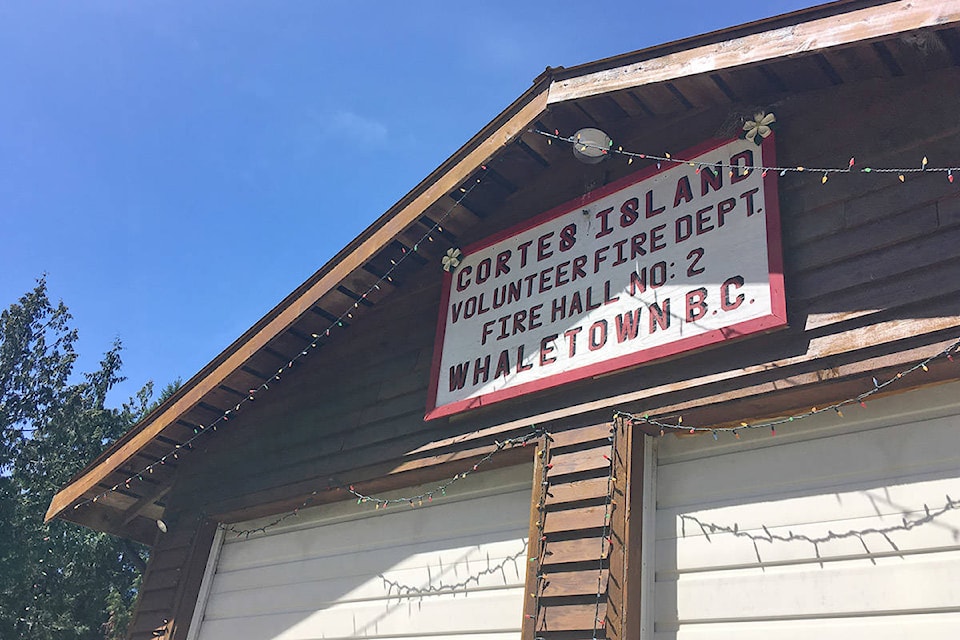 CORTES ISLAND
VOLUNTEER FIRE DEPT.
FIRE HALL NO: 2
WHALETOWN B.C.